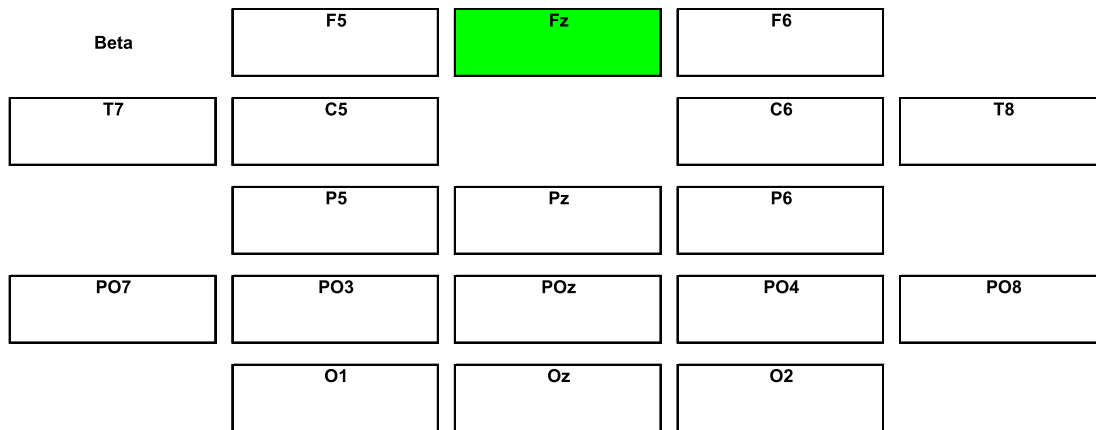 Beta F5 Fz F6
T7 C5 C6 T8
P5 Pz P6
PO7 PO3 POz PO4 PO8
O1 Oz O2